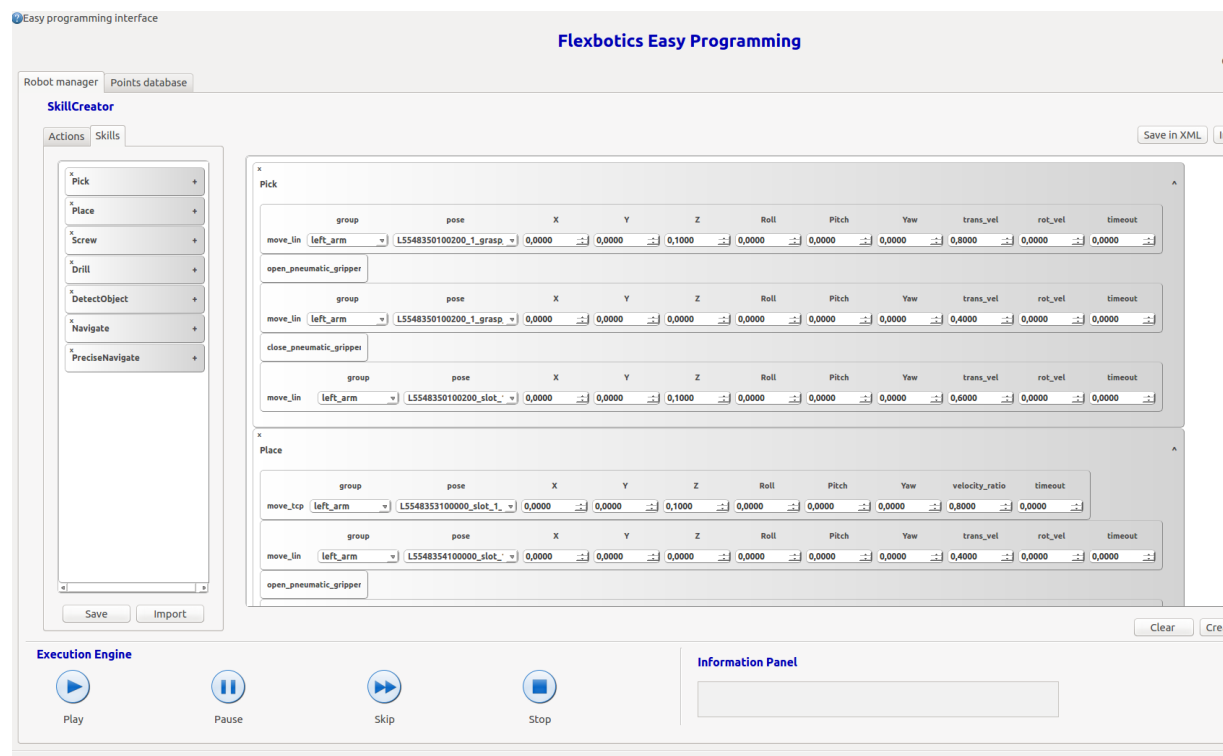 Easy programming interface
Flexbotics Easy Programming
Robot manager Points database
SkillCreator
Actions Skills
Save in XML
x
Pick +
x
Place +
x
Screw +
x
Drill +
x
DetectObject +
x
Navigate +
x
PreciseNavigate +
Save Import
x
Pick ^
group pose X Y Z Roll Pitch Yaw trans_vel rot_vel timeout
move_lin left_arm L5548350100200_1_grasp_ 0,0000 0,0000 0,1000 0,0000 0,0000 0,0000 0,8000 0,0000 0,0000
open_pneumatic_gripper
group pose X Y Z Roll Pitch Yaw trans_vel rot_vel timeout
move_lin left_arm L5548350100200_1_grasp_ 0,0000 0,0000 0,0000 0,0000 0,0000 0,0000 0,4000 0,0000 0,0000
close_pneumatic_gripper
group pose X Y Z Roll Pitch Yaw trans_vel rot_vel timeout
move_lin left_arm L5548350100200_slot_ 0,0000 0,0000 0,1000 0,0000 0,0000 0,0000 0,6000 0,0000 0,0000
x
Place ^
group pose X Y Z Roll Pitch Yaw velocity_ratio timeout
move_tcp left_arm L5548353100000_slot_1_ 0,0000 0,0000 0,1000 0,0000 0,0000 0,0000 0,8000 0,0000
group pose X Y Z Roll Pitch Yaw trans_vel rot_vel timeout
move_lin left_arm L5548354100000_slot_ 0,0000 0,0000 0,0000 0,0000 0,0000 0,0000 0,4000 0,0000 0,0000
open_pneumatic_gripper
Clear Cre
Execution Engine
Play Pause Skip Stop
Information Panel